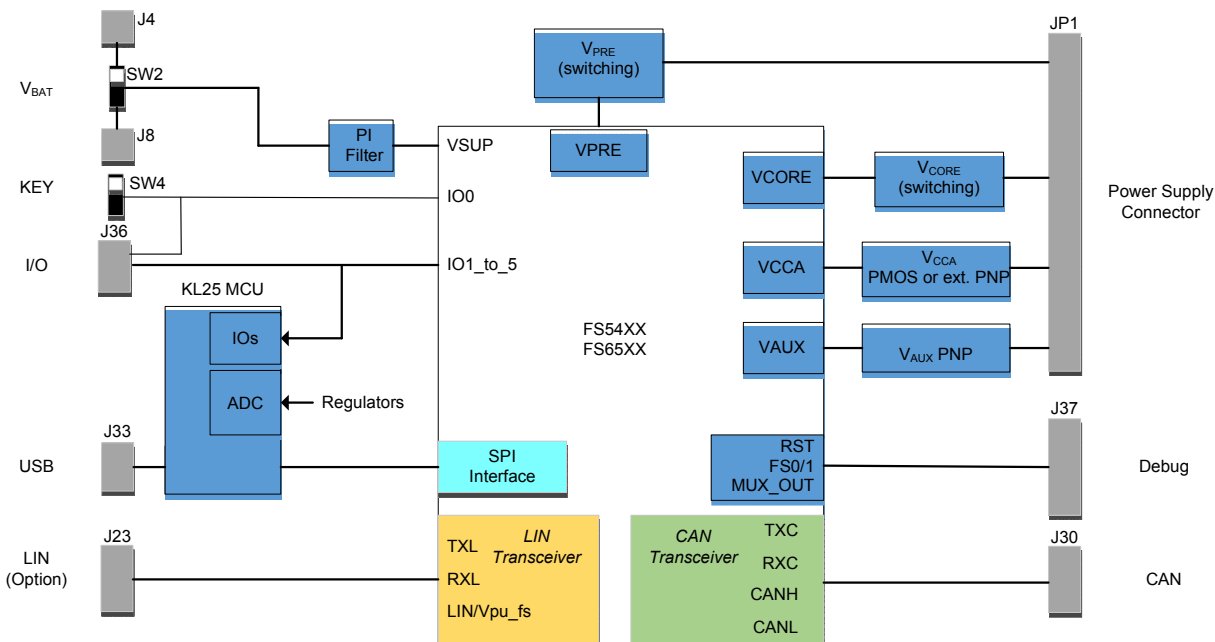 J4
SW2
VBAT
J8
PI
Filter
KEY
SW4
J36
I/O
KL25 MCU
IOs
ADC
Regulators
J33
USB
J23
LIN
(Option)
VPRE
(switching)
VPRE
VSUP
IO0
IO1_to_5
FS54XX
FS65XX
SPI
Interface
LIN
Transceiver
TXL
RXL
LIN/Vpu_fs
CAN
Transceiver
TXC
RXC
CANH
CANL
VCORE
VCORE
(switching)
VCCA
VCCA
PMOS or ext. PNP
VAUX
VAUX PNP
RST
FS0/1
MUX_OUT
JP1
Power Supply
Connector
J37
Debug
J30
CAN